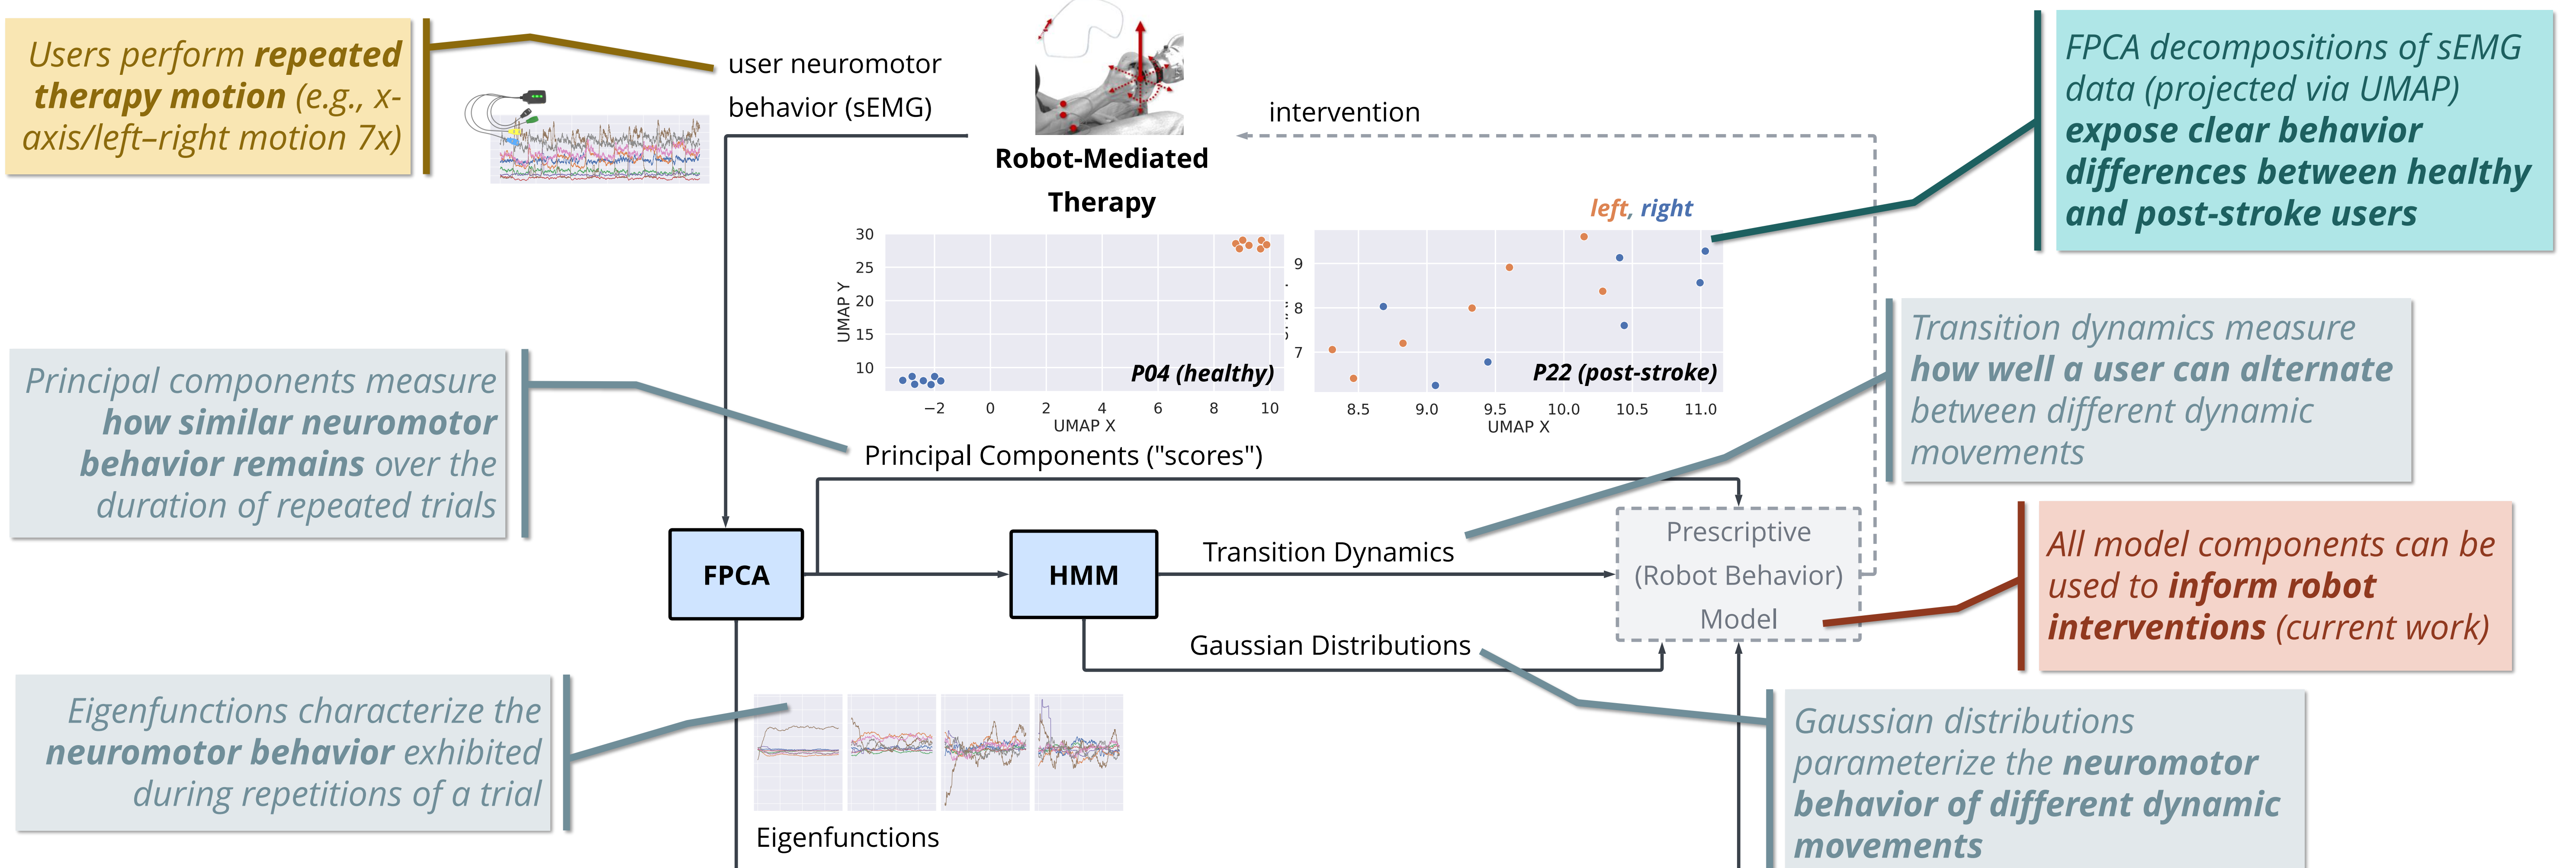 Users perform repeated
therapy motion (e.g., x-
axis/left–right motion 7x)
user neuromotor
behavior (sEMG)
Robot-Mediated
Therapy
intervention
FPCA decompositions of sEMG
data (projected via UMAP)
expose clear behavior
differences between healthy
and post-stroke users
left, right
30
25
20
15
10
UMAP Y
−2 0 2 4 6 8 10
UMAP X
P04 (healthy)
9
8
7
8.5 9.0 9.5 10.0 10.5 11.0
UMAP X
P22 (post-stroke)
Principal components measure
how similar neuromotor
behavior remains over the
duration of repeated trials
Principal Components ("scores")
Transition dynamics measure
how well a user can alternate
between different dynamic
movements
FPCA
HMM
Transition Dynamics
Gaussian Distributions
Prescriptive
(Robot Behavior)
Model
All model components can be
used to inform robot
interventions (current work)
Eigenfunctions characterize the
neuromotor behavior exhibited
during repetitions of a trial
Eigenfunctions
Gaussian distributions
parameterize the neuromotor
behavior of different dynamic
movements